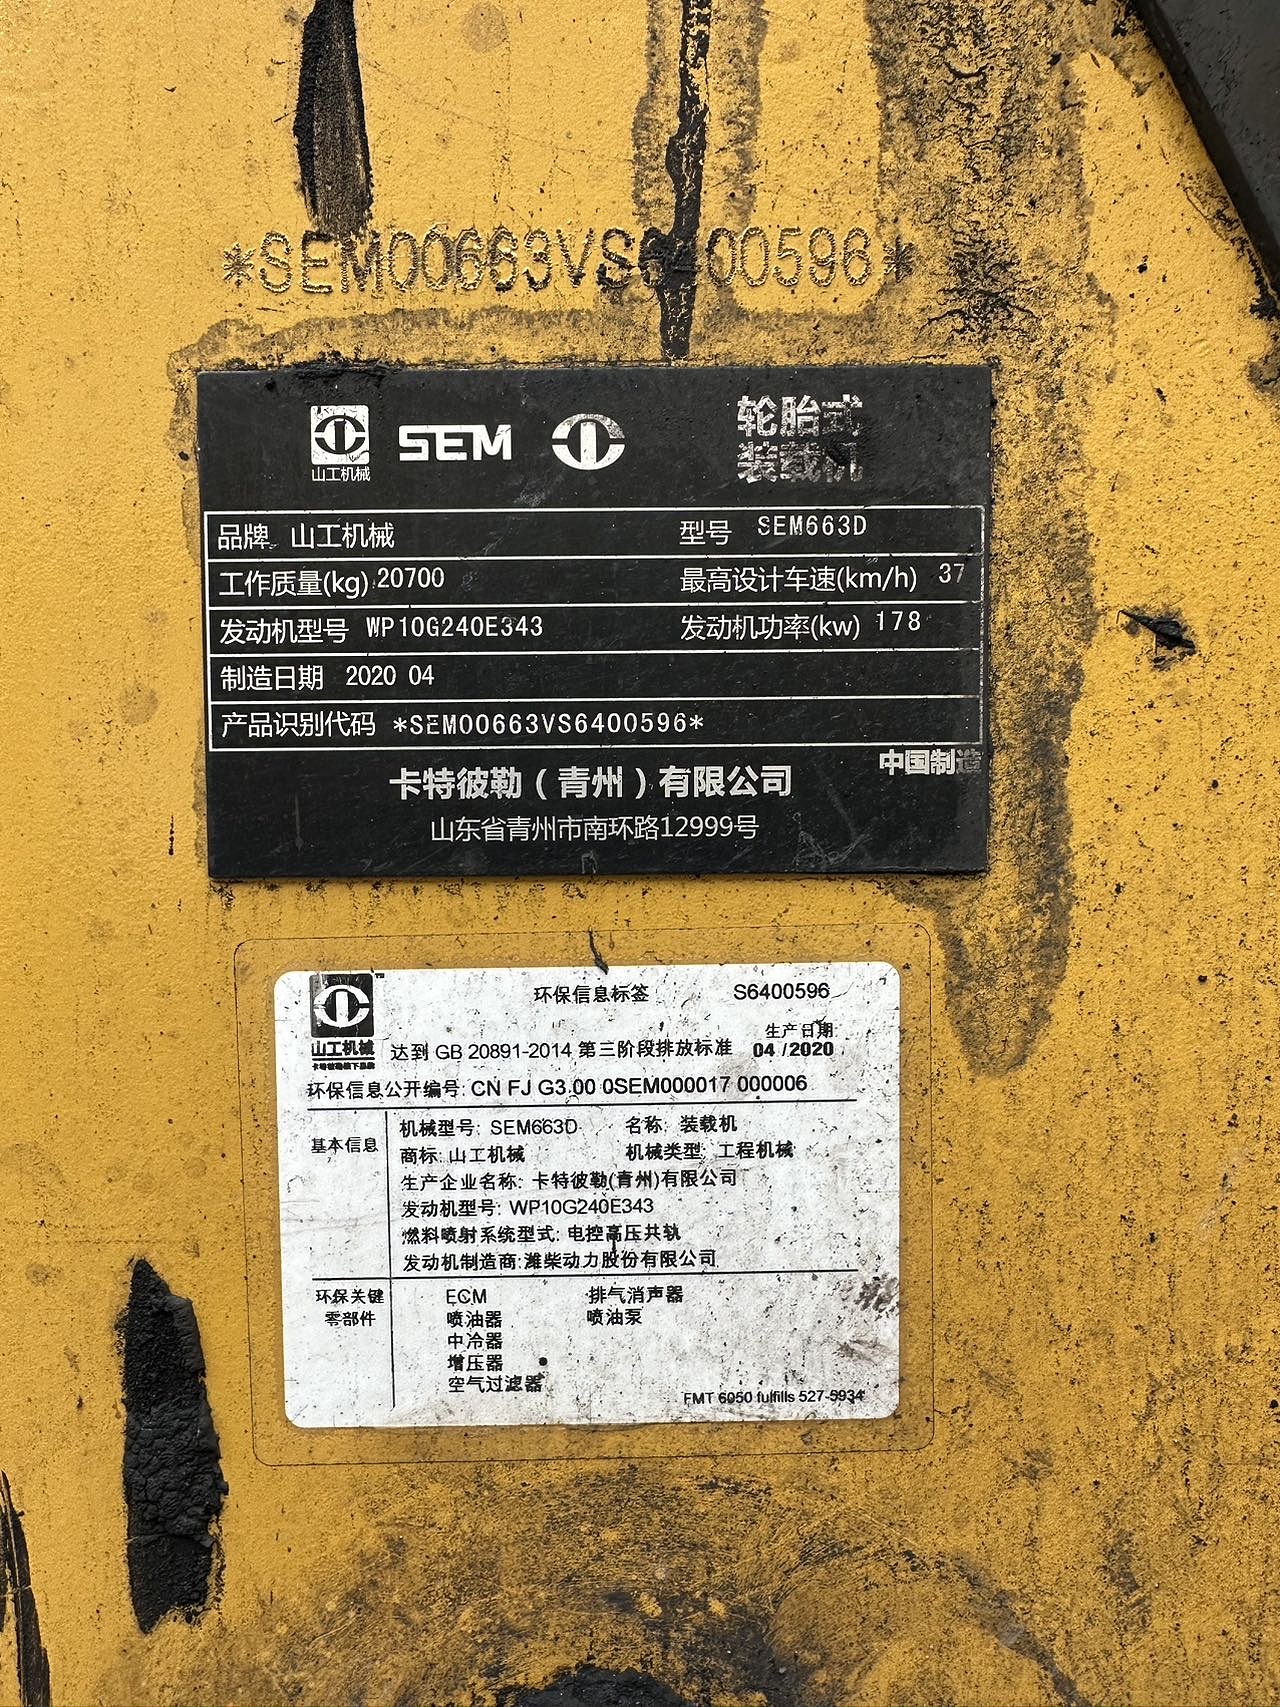 *SEM00663VS6400596*
山工机械 SEM 轮胎式
装载机
品牌 山工机械 型号 SEM663D
工作质量(kg) 20700 最高设计车速(km/h) 37
发动机型号 WP10G240E343 发动机功率(kw) 178
制造日期 2020 04
产品识别代码 *SEM00663VS6400596*
中国制造
卡特彼勒(青州)有限公司
山东省青州市南环路12999号
环保信息标签 S6400596
生产日期
山工机械 达到 GB 20891-2014 第三阶段排放标准 04 /2020
卡特彼勒旗下品牌
环保信息公开编号: CN FJ G3.00 0SEM000017 000006
基本信息
机械型号: SEM663D 名称: 装载机
商标: 山工机械 机械类型: 工程机械
生产企业名称: 卡特彼勒(青州)有限公司
发动机型号: WP10G240E343
燃料喷射系统型式: 电控高压共轨
发动机制造商:潍柴动力股份有限公司
环保关键 ECM 排气消声器
零部件 喷油器 喷油泵
中冷器
增压器
空气过滤器
FMT 6050 fulfills 527-5934